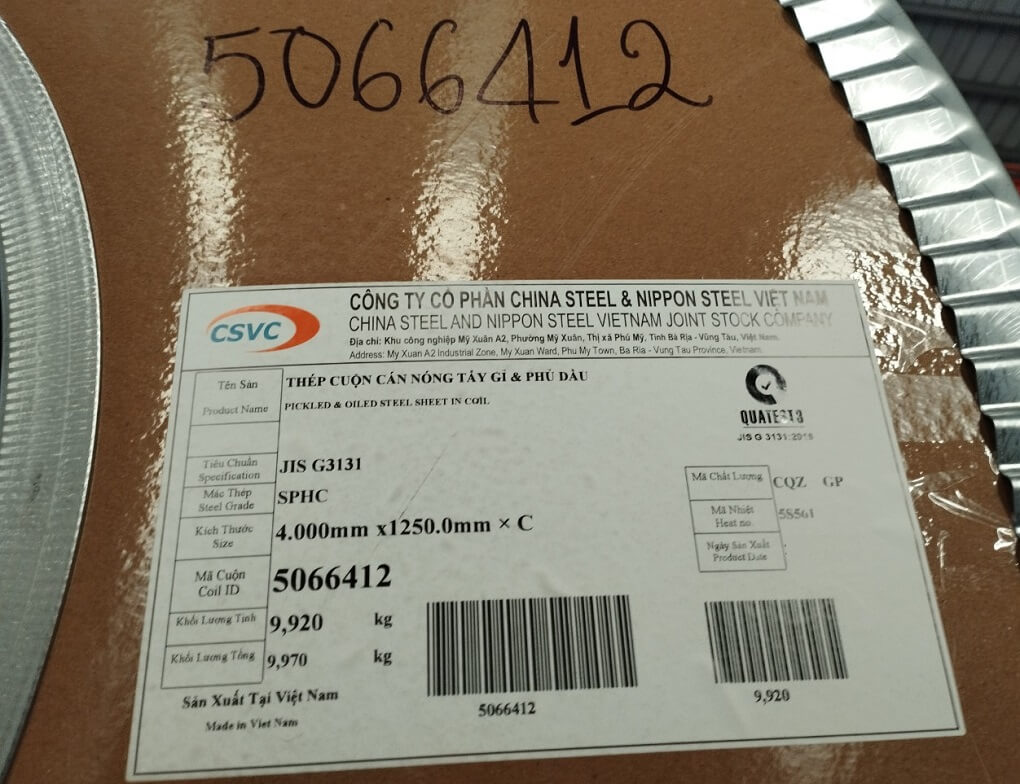 5066412
CSVC
CÔNG TY CỔ PHẦN CHINA STEEL & NIPPON STEEL VIỆT NAM
CHINA STEEL AND NIPPON STEEL VIETNAM JOINT STOCK COMPANY
Địa chỉ: Khu công nghiệp Mỹ Xuân A2, Phường Mỹ Xuân, Thị xã Phú Mỹ, Tỉnh Bà Rịa - Vũng Tàu, Việt Nam.
Address: My Xuan A2 Industrial Zone, My Xuan Ward, Phu My Town, Ba Ria - Vung Tau Province, Vietnam.
Tên Sản THÉP CUỘN CÁN NÓNG TẨY GỈ & PHỦ DẦU
Product Name PICKLED & OILED STEEL SHEET IN COIL
QUATEST3
JIS G 3131:2018
Tiêu Chuẩn
Specification JIS G3131
Mác Thép
Steel Grade SPHC
Kích Thước
Size 4.000mm x1250.0mm × C
Mã Chất Lượng CQZ GP
Mã Nhiệt
Heat no. 58561
Ngày Sản Xuất
Product Date :
Mã Cuộn
Coil ID 5066412
Khối Lượng Tịnh 9,920 kg
Khối Lượng Tổng 9,970 kg
Sản Xuất Tại Việt Nam
Made in Viet Nam
5066412
9,920